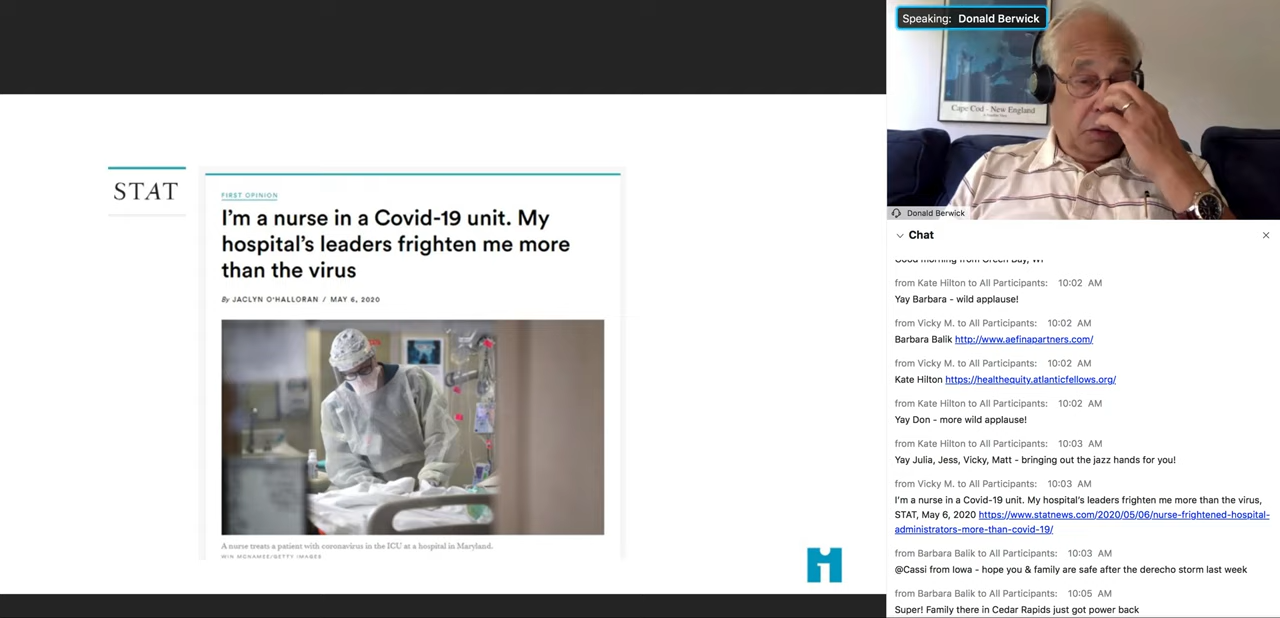 STAT
FIRST OPINION
I'm a nurse in a Covid-19 unit. My
hospital's leaders frighten me more
than the virus
By JACLYN O'HALLORAN / MAY 6, 2020
A nurse treats a patient with coronavirus in the ICU at a hospital in Maryland.
WIN MCNAMEE/GETTY IMAGES
Speaking: Donald Berwick
Cape Cod - New England
Donald Berwick
Chat
Good morning from Green Bay, WI
from Kate Hilton to All Participants: 10:02 AM
Yay Barbara - wild applause!
from Vicky M. to All Participants: 10:02 AM
Barbara Balik http://www.aefinapartners.com/
from Vicky M. to All Participants: 10:02 AM
Kate Hilton https://healthequity.atlanticfellows.org/
from Kate Hilton to All Participants: 10:02 AM
Yay Don - more wild applause!
from Kate Hilton to All Participants: 10:03 AM
Yay Julia, Jess, Vicky, Matt - bringing out the jazz hands for you!
from Vicky M. to All Participants: 10:03 AM
I'm a nurse in a Covid-19 unit. My hospital's leaders frighten me more than the virus,
STAT, May 6, 2020 https://www.statnews.com/2020/05/06/nurse-frightened-hospital-
administrators-more-than-covid-19/
from Barbara Balik to All Participants: 10:03 AM
@Cassi from Iowa - hope you & family are safe after the derecho storm last week
from Barbara Balik to All Participants: 10:05 AM
Super! Family there in Cedar Rapids just got power back